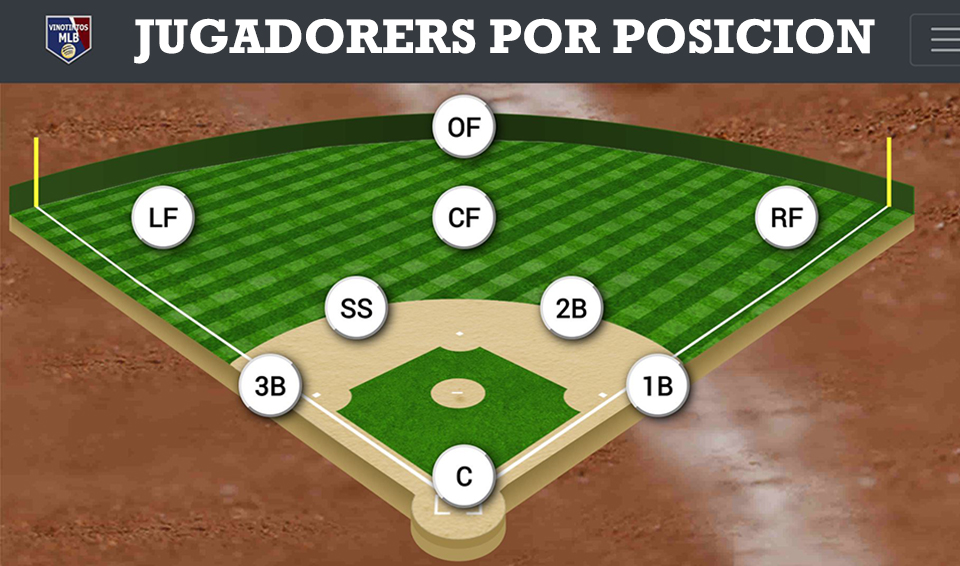 VINOTINTOS
MLB
JUGADORERS POR POSICION
OF
LF CF RF
SS 2B
3B 1B
C